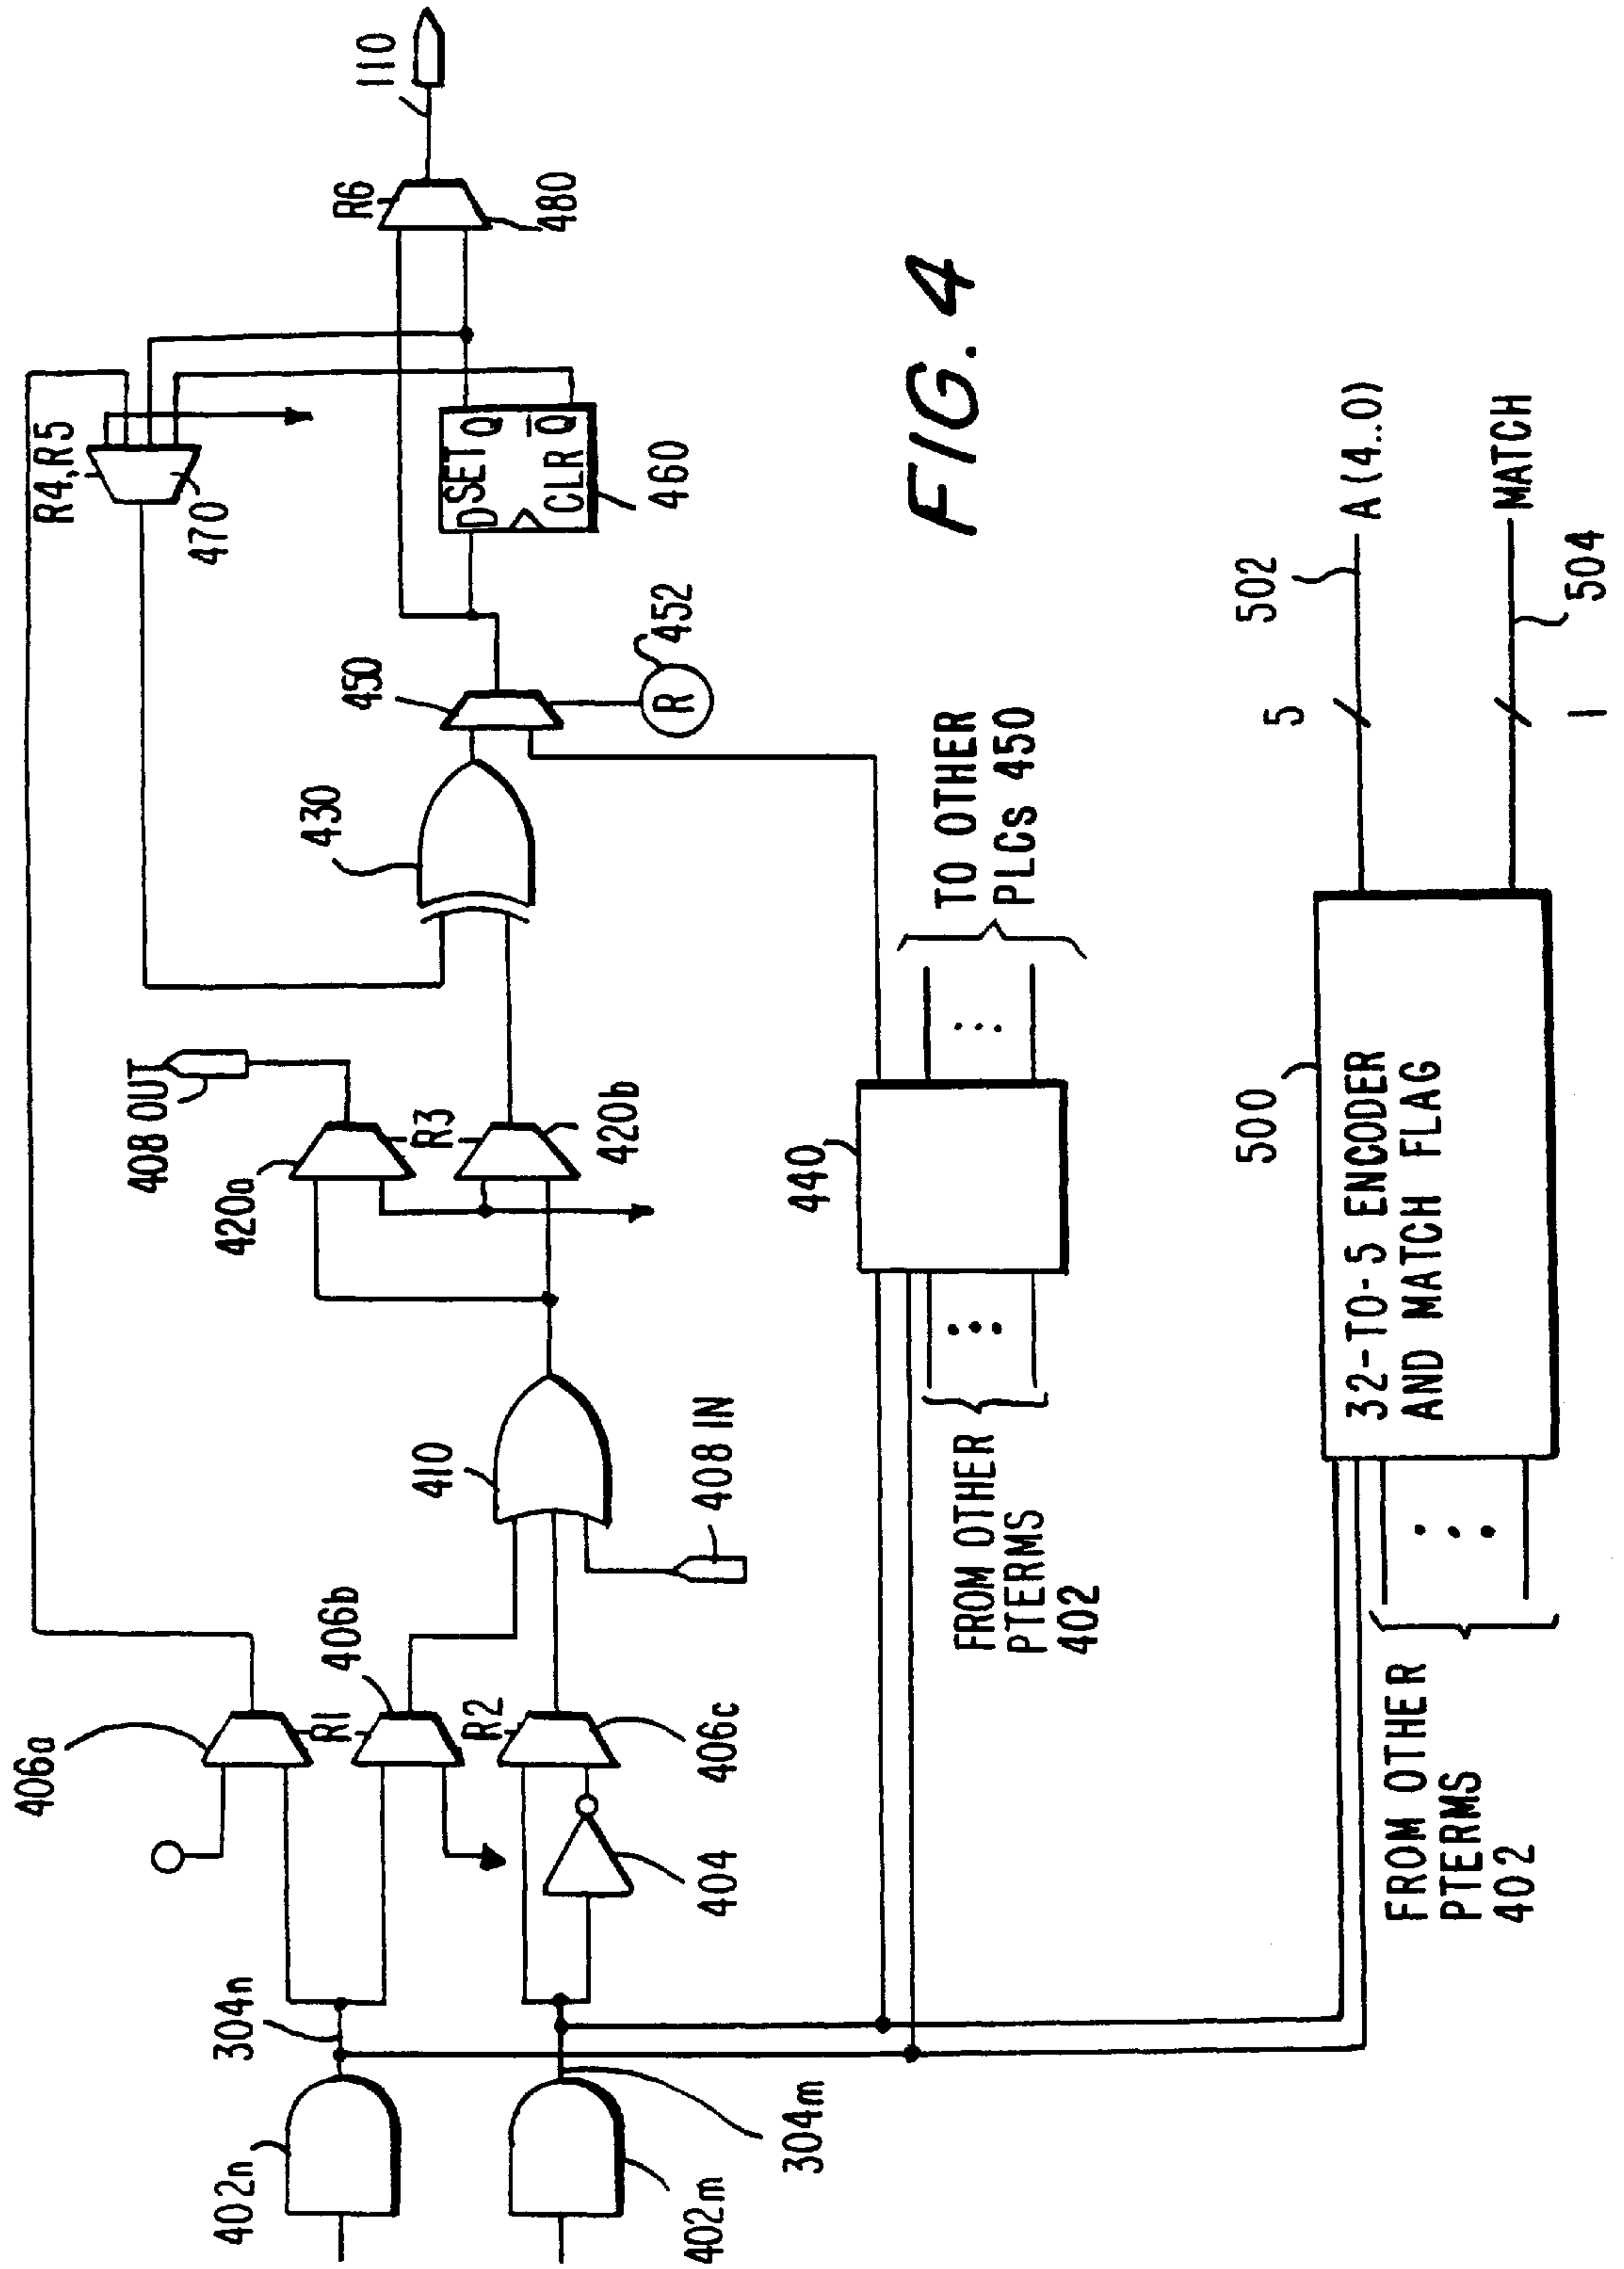 110
R6
480
R4,R5
470
D SET Q
CLR Q
460
450
R
452
430
408 OUT
420a
R3
420b
410
408 IN
406a
R1
406b
R2
406c
404
304n
402n
304m
402m
440
TO OTHER
PLCs 450
FROM OTHER
PTERMS
402
FIG. 4
500
32-TO-5 ENCODER
AND MATCH FLAG
5
502
A (4..0)
1
504
MATCH
FROM OTHER
PTERMS
402